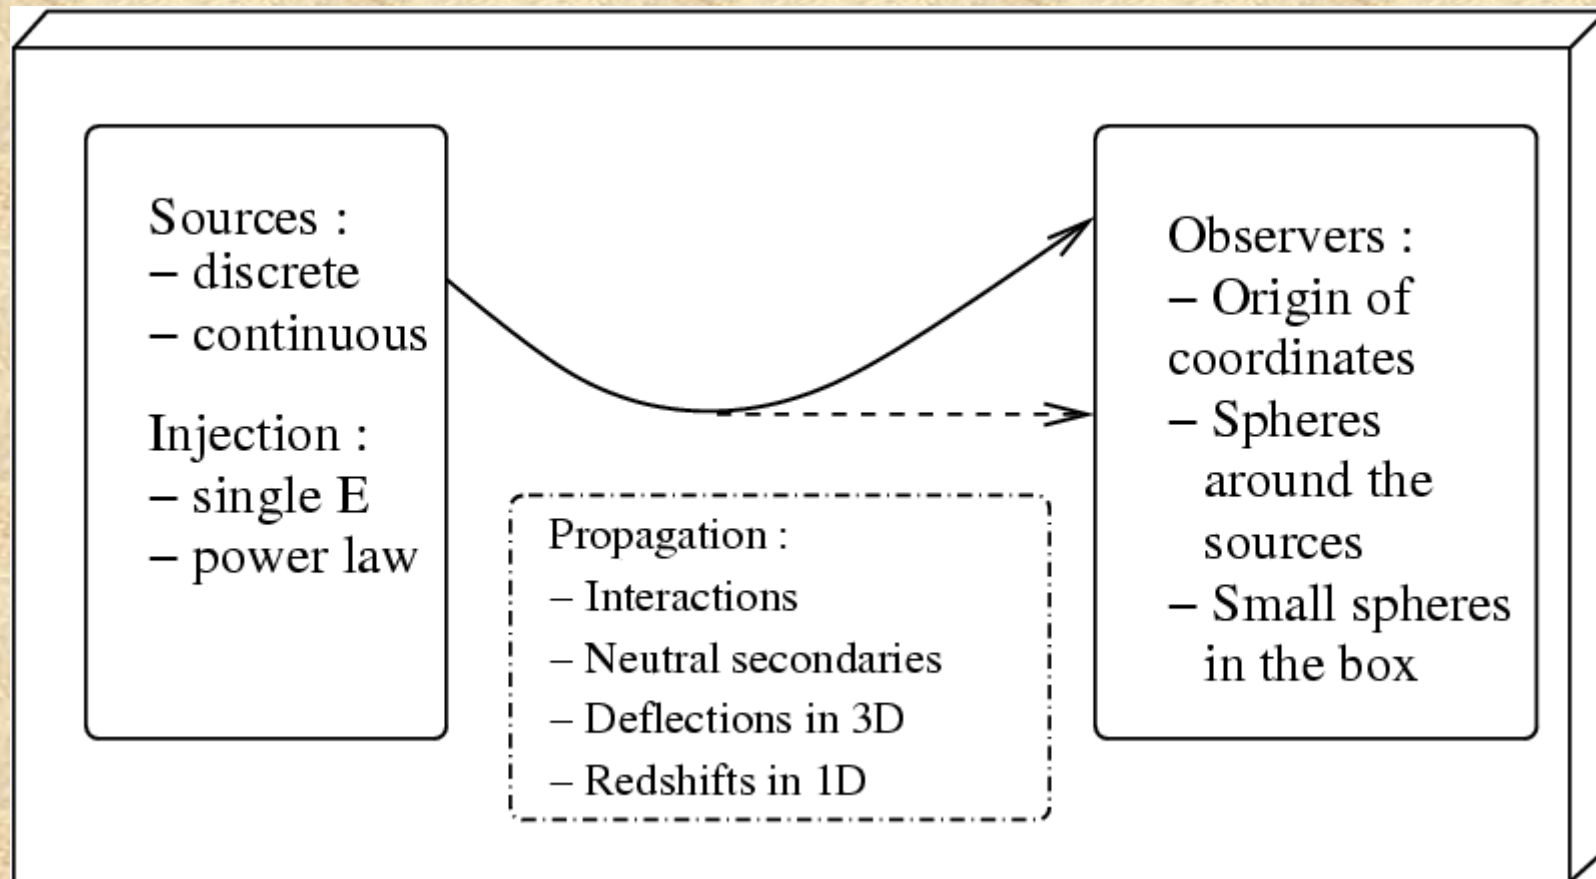 Sources :
– discrete
– continuous
Injection :
– single E
– power law
Propagation :
– Interactions
– Neutral secondaries
– Deflections in 3D
– Redshifts in 1D
Observers :
– Origin of
coordinates
– Spheres
around the
sources
– Small spheres
in the box